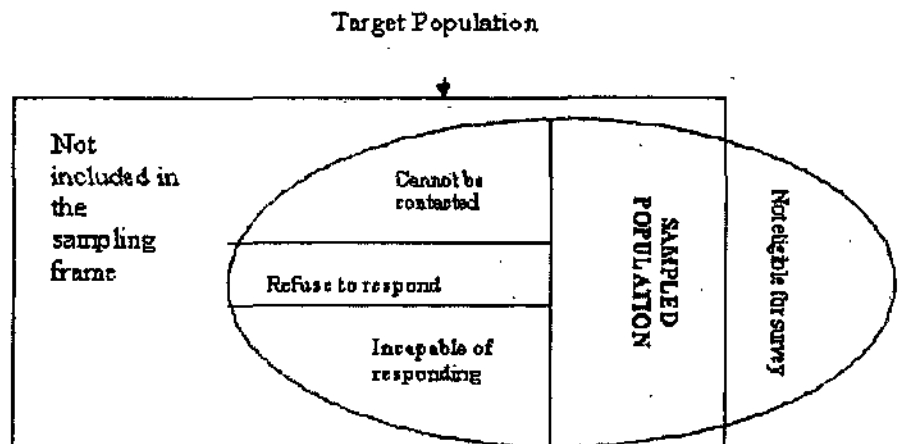 Target Population
Not
included in
the
sampling
frame
Cannot be
contacted
Refuse to respond
Incapable of
responding
SAMPLED
POPULATION
Not eligible for survey